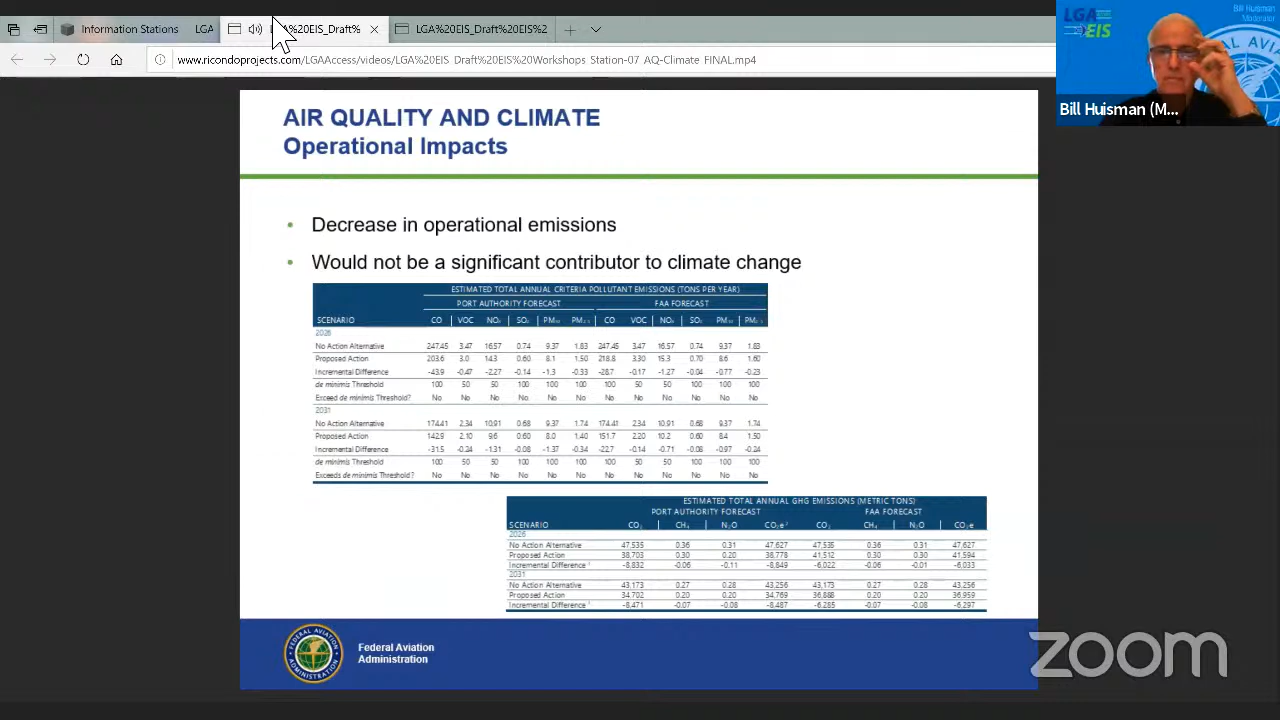 Information Stations
LGA
A%20EIS_Draft%
LGA%20EIS_Draft%20EIS%2
www.ricondoprojects.com/LGAAccess/videos/LGA%20EIS_Draft%20EIS%20Workshops_Station-07_AQ-Climate_FINAL.mp4
LGA
EIS
Bill Huisman
Moderator
Bill Huisman (M...
AIR QUALITY AND CLIMATE
Operational Impacts
• Decrease in operational emissions
• Would not be a significant contributor to climate change
ESTIMATED TOTAL ANNUAL CRITERIA POLLUTANT EMISSIONS (TONS PER YEAR)
PORT AUTHORITY FORECAST FAA FORECAST
SCENARIO CO VOC NOₓ SO₂ PM₁₀ PM₂.₅ CO VOC NOₓ SO₂ PM₁₀ PM₂.₅
2026
No Action Alternative 247.45 3.47 16.57 0.74 9.37 1.83 247.45 3.47 16.57 0.74 9.37 1.83
Proposed Action 203.6 3.0 14.3 0.60 8.1 1.50 218.8 3.30 15.3 0.70 8.6 1.60
Incremental Difference -43.9 -0.47 -2.27 -0.14 -1.3 -0.33 -28.7 -0.17 -1.27 -0.04 -0.77 -0.23
de minimis Threshold 100 50 50 100 100 100 100 50 50 100 100 100
Exceed de minimis Threshold? No No No No No No No No No No No No
2031
No Action Alternative 174.41 2.34 10.91 0.68 9.37 1.74 174.41 2.34 10.91 0.68 9.37 1.74
Proposed Action 142.9 2.10 9.6 0.60 8.0 1.40 151.7 2.20 10.2 0.60 8.4 1.50
Incremental Difference -31.5 -0.24 -1.31 -0.08 -1.37 -0.34 -22.7 -0.14 -0.71 -0.08 -0.97 -0.24
de minimis Threshold 100 50 50 100 100 100 100 50 50 100 100 100
Exceeds de minimis Threshold? No No No No No No No No No No No No
ESTIMATED TOTAL ANNUAL GHG EMISSIONS (METRIC TONS)
PORT AUTHORITY FORECAST FAA FORECAST
SCENARIO CO₂ CH₄ N₂O CO₂e² CO₂ CH₄ N₂O CO₂e
2026
No Action Alternative 47,535 0.36 0.31 47,627 47,535 0.36 0.31 47,627
Proposed Action 38,703 0.30 0.20 38,778 41,512 0.30 0.30 41,594
Incremental Difference ¹ -8,832 -0.06 -0.11 -8,849 -6,022 -0.06 -0.01 -6,033
2031
No Action Alternative 43,173 0.27 0.28 43,256 43,173 0.27 0.28 43,256
Proposed Action 34,702 0.20 0.20 34,769 36,888 0.20 0.20 36,959
Incremental Difference ¹ -8,471 -0.07 -0.08 -8,487 -6,285 -0.07 -0.08 -6,297
Federal Aviation
Administration
zoom